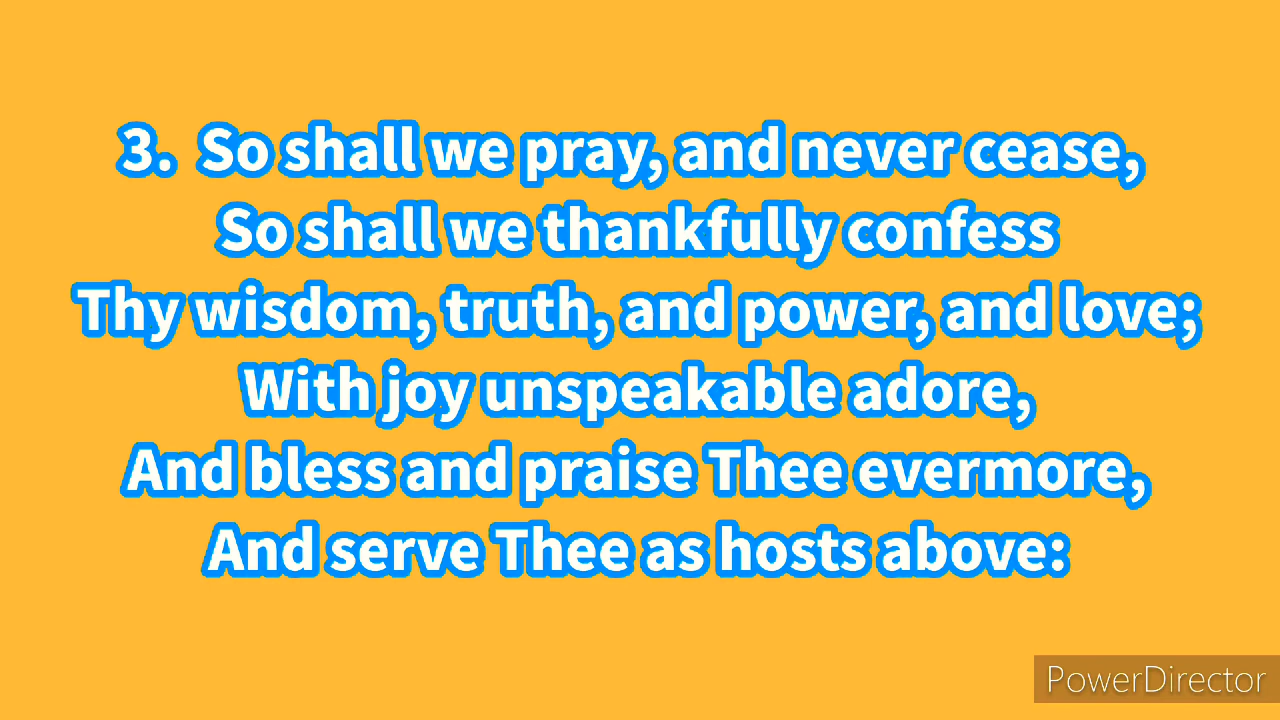 3. So shall we pray, and never cease,
So shall we thankfully confess
Thy wisdom, truth, and power, and love;
With joy unspeakable adore,
And bless and praise Thee evermore,
And serve Thee as hosts above:
PowerDirector